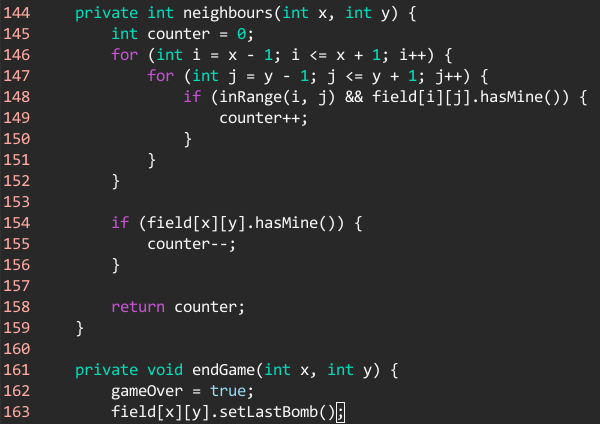 144     private int neighbours(int x, int y) {
145         int counter = 0;
146         for (int i = x - 1; i <= x + 1; i++) {
147             for (int j = y - 1; j <= y + 1; j++) {
148                 if (inRange(i, j) && field[i][j].hasMine()) {
149                     counter++;
150                 }
151             }
152         }
153
154         if (field[x][y].hasMine()) {
155             counter--;
156         }
157
158         return counter;
159     }
160
161     private void endGame(int x, int y) {
162         gameOver = true;
163         field[x][y].setLastBomb();